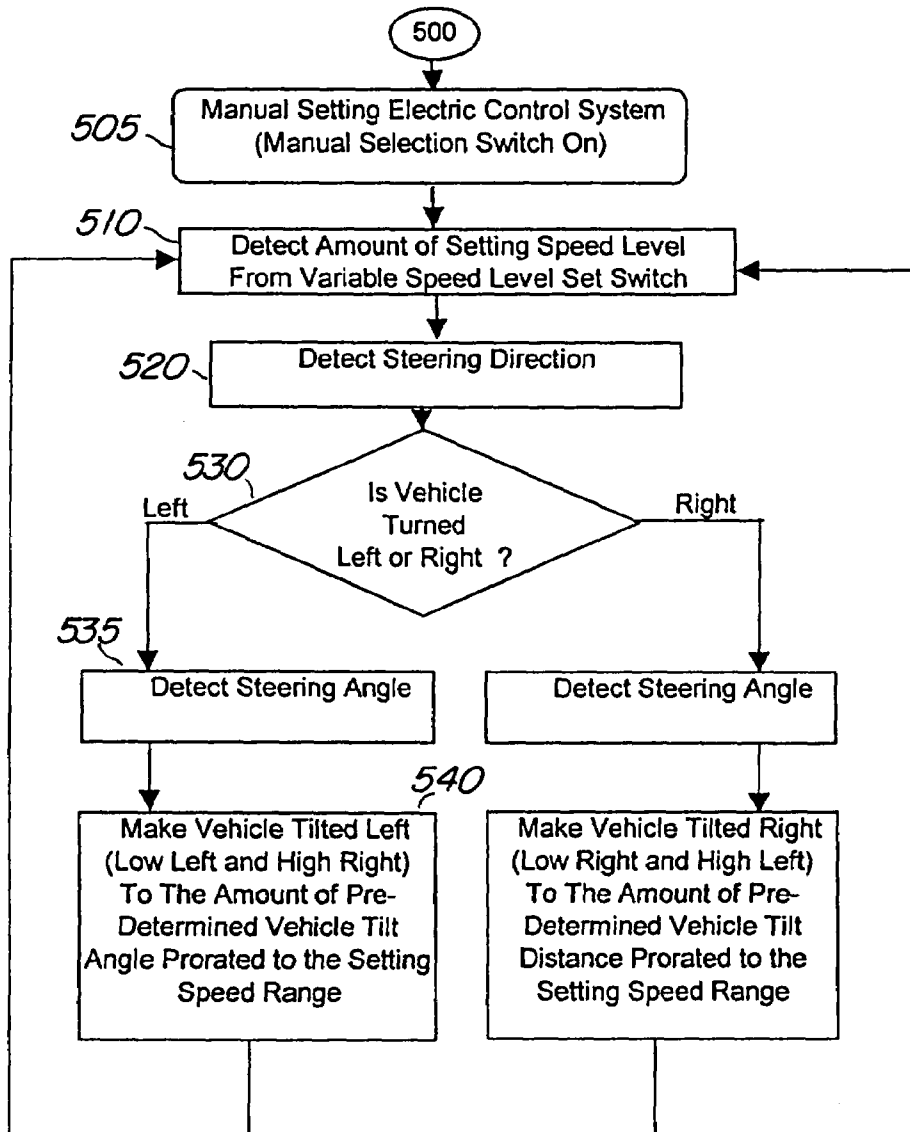 500
505
Manual Setting Electric Control System
(Manual Selection Switch On)
510
Detect Amount of Setting Speed Level
From Variable Speed Level Set Switch
520
Detect Steering Direction
530
Left
Is Vehicle
Turned
Left or Right ?
Right
535
Detect Steering Angle
Detect Steering Angle
540
Make Vehicle Tilted Left
(Low Left and High Right)
To The Amount of Pre-
Determined Vehicle Tilt
Angle Prorated to the Setting
Speed Range
Make Vehicle Tilted Right
(Low Right and High Left)
To The Amount of Pre-
Determined Vehicle Tilt
Distance Prorated to the
Setting Speed Range